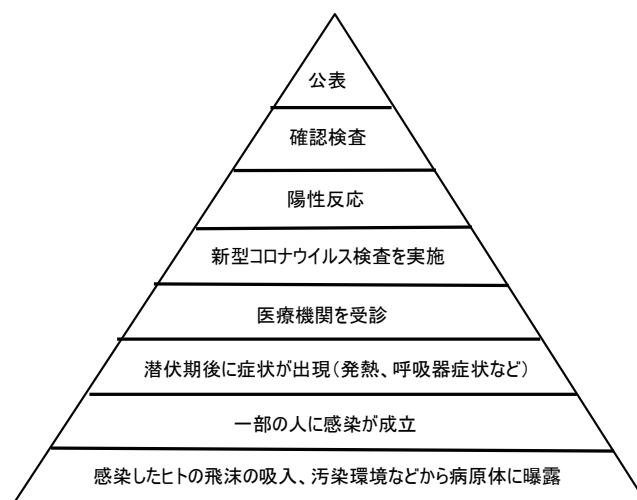 公表
確認検査
陽性反応
新型コロナウイルス検査を実施
医療機関を受診
潜伏期後に症状が出現(発熱、呼吸器症状など)
一部の人に感染が成立
感染したヒトの飛沫の吸入、汚染環境などから病原体に曝露